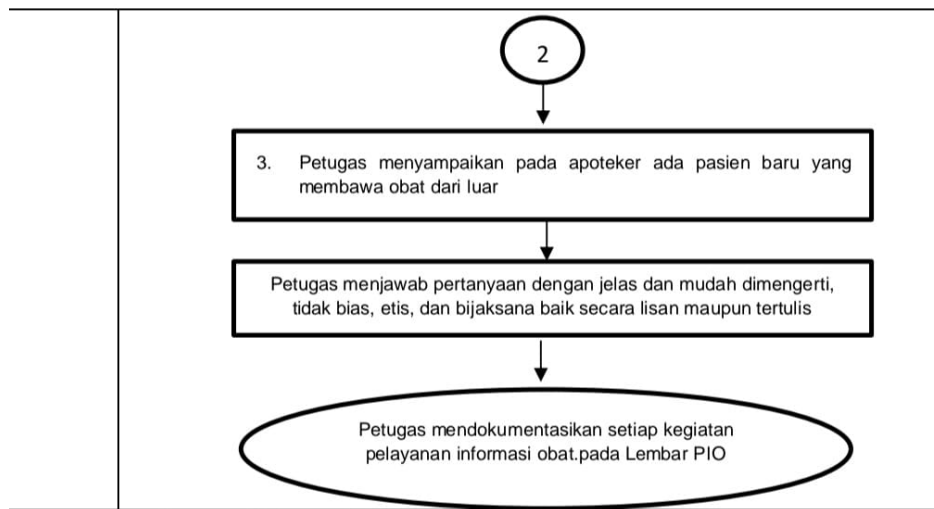 2
3. Petugas menyampaikan pada apoteker ada pasien baru yang
membawa obat dari luar
Petugas menjawab pertanyaan dengan jelas dan mudah dimengerti,
tidak bias, etis, dan bijaksana baik secara lisan maupun tertulis
Petugas mendokumentasikan setiap kegiatan
pelayanan informasi obat.pada Lembar PIO